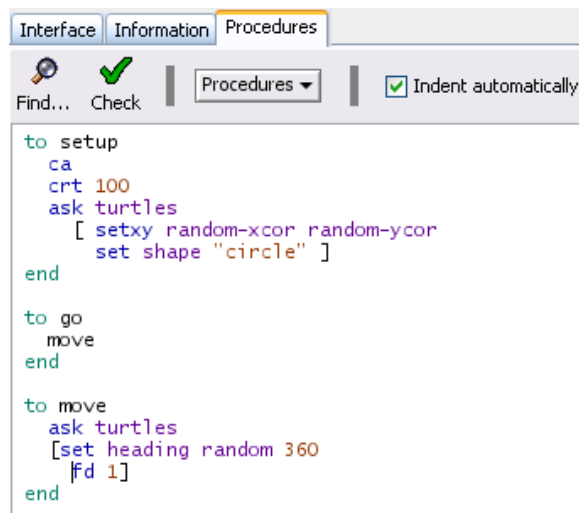 Interface Information Procedures
Find... Check Procedures Indent automatically
to setup
  ca
  crt 100
  ask turtles
    [ setxy random-xcor random-ycor
      set shape "circle" ]
end

to go
  move
end

to move
  ask turtles
  [set heading random 360
    fd 1]
end